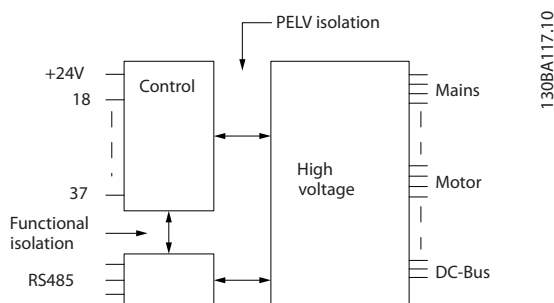 PELV isolation
130BA117.10
+24V
Control
18
Mains
High
voltage
37
Motor
Functional
isolation
RS485
DC-Bus